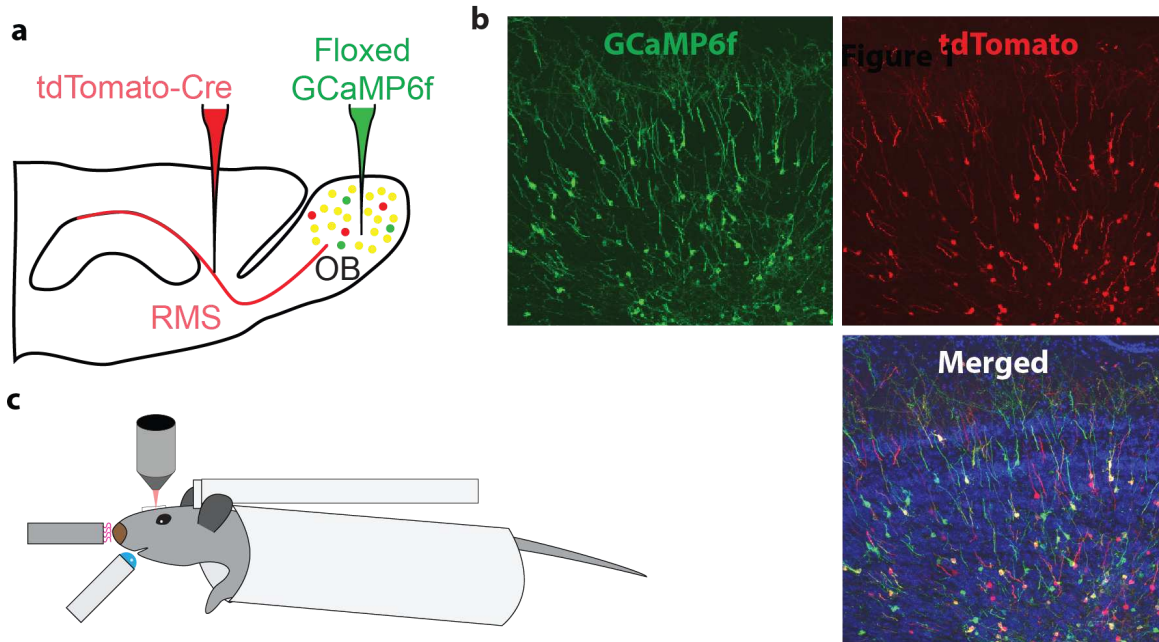 a
tdTomato-Cre
Floxed
GCaMP6f
OB
RMS
b
GCaMP6f
Figure 1
tdTomato
Merged
c